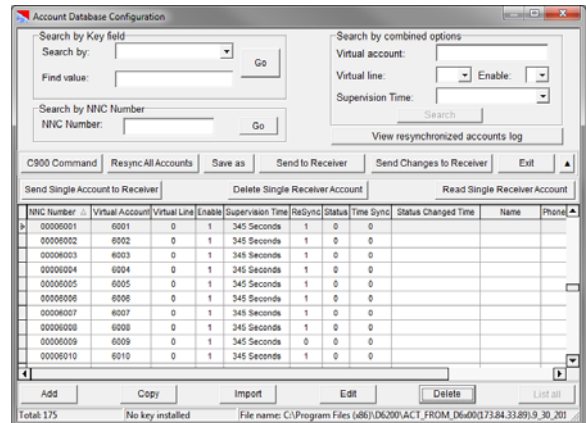 Account Database Configuration
Search by Key field
Search by:
Go
Find value:
Search by combined options
Virtual account:
Virtual line:
Enable:
Supervision Time:
Search
Search by NNC Number
NNC Number:
Go
View resynchronized accounts log
C900 Command Resync All Accounts Save as Send to Receiver Send Changes to Receiver Exit
Send Single Account to Receiver Delete Single Receiver Account Read Single Receiver Account
NNC Number Virtual Account Virtual Line Enable Supervision Time ReSync Status Time Sync Status Changed Time Name Phone
00006001 6001 0 1 345 Seconds 1 0 0
00006002 6002 0 1 345 Seconds 1 0 0
00006003 6003 0 1 345 Seconds 1 0 0
00006004 6004 0 1 345 Seconds 1 0 0
00006005 6005 0 1 345 Seconds 1 0 0
00006006 6006 0 1 345 Seconds 1 0 0
00006007 6007 0 1 345 Seconds 1 0 0
00006008 6008 0 1 345 Seconds 1 0 0
00006009 6009 0 1 345 Seconds 0 0 0
00006010 6010 0 1 345 Seconds 1 0 0
Add Copy Import Edit Delete List all
Total: 175 No key installed File name: C:\Program Files (x86)\D6200\ACT_FROM_D6x00(173.84.33.89).9_30_201